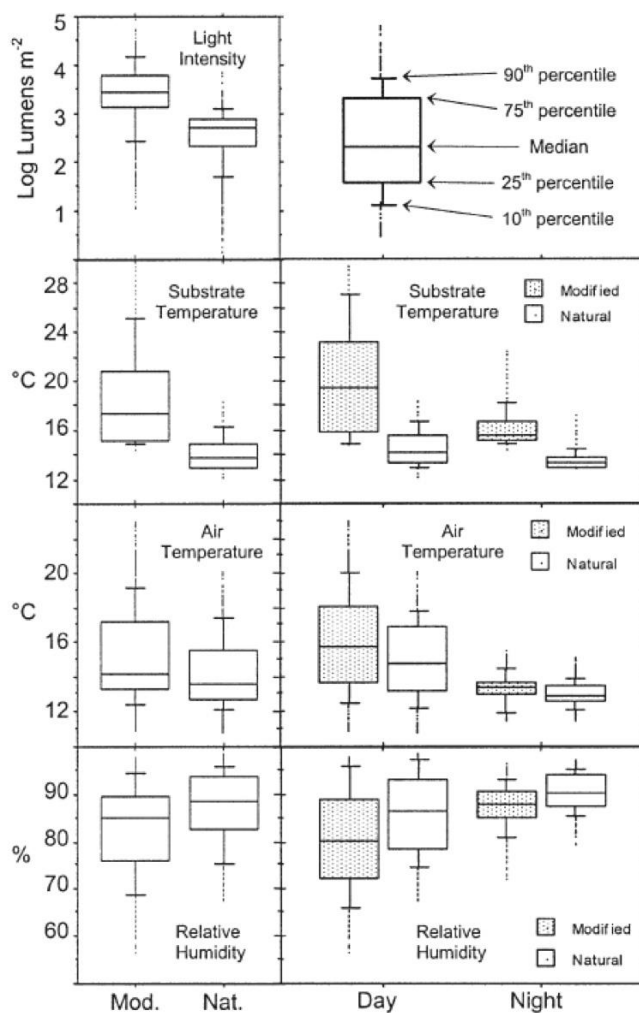 Log Lumens m-2
5
4
3
2
1
Light
Intensity
90th percentile
75th percentile
Median
25th percentile
10th percentile
°C
28
24
20
16
12
Substrate
Temperature
Substrate
Temperature
Modified
Natural
°C
20
16
12
Air
Temperature
Air
Temperature
Modified
Natural
%
90
80
70
60
Relative
Humidity
Relative
Humidity
Modified
Natural
Mod.
Nat.
Day
Night